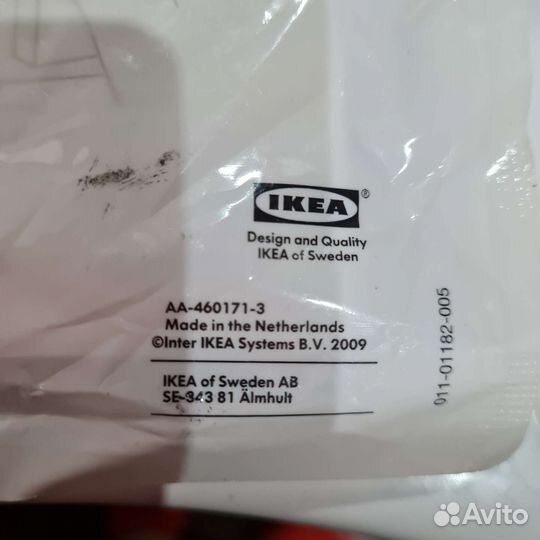 IKEA®
Design and Quality
IKEA of Sweden
AA-460171-3
Made in the Netherlands
©Inter IKEA Systems B.V. 2009
IKEA of Sweden AB
SE-343 81 Älmhult
011-01182-005
Avito